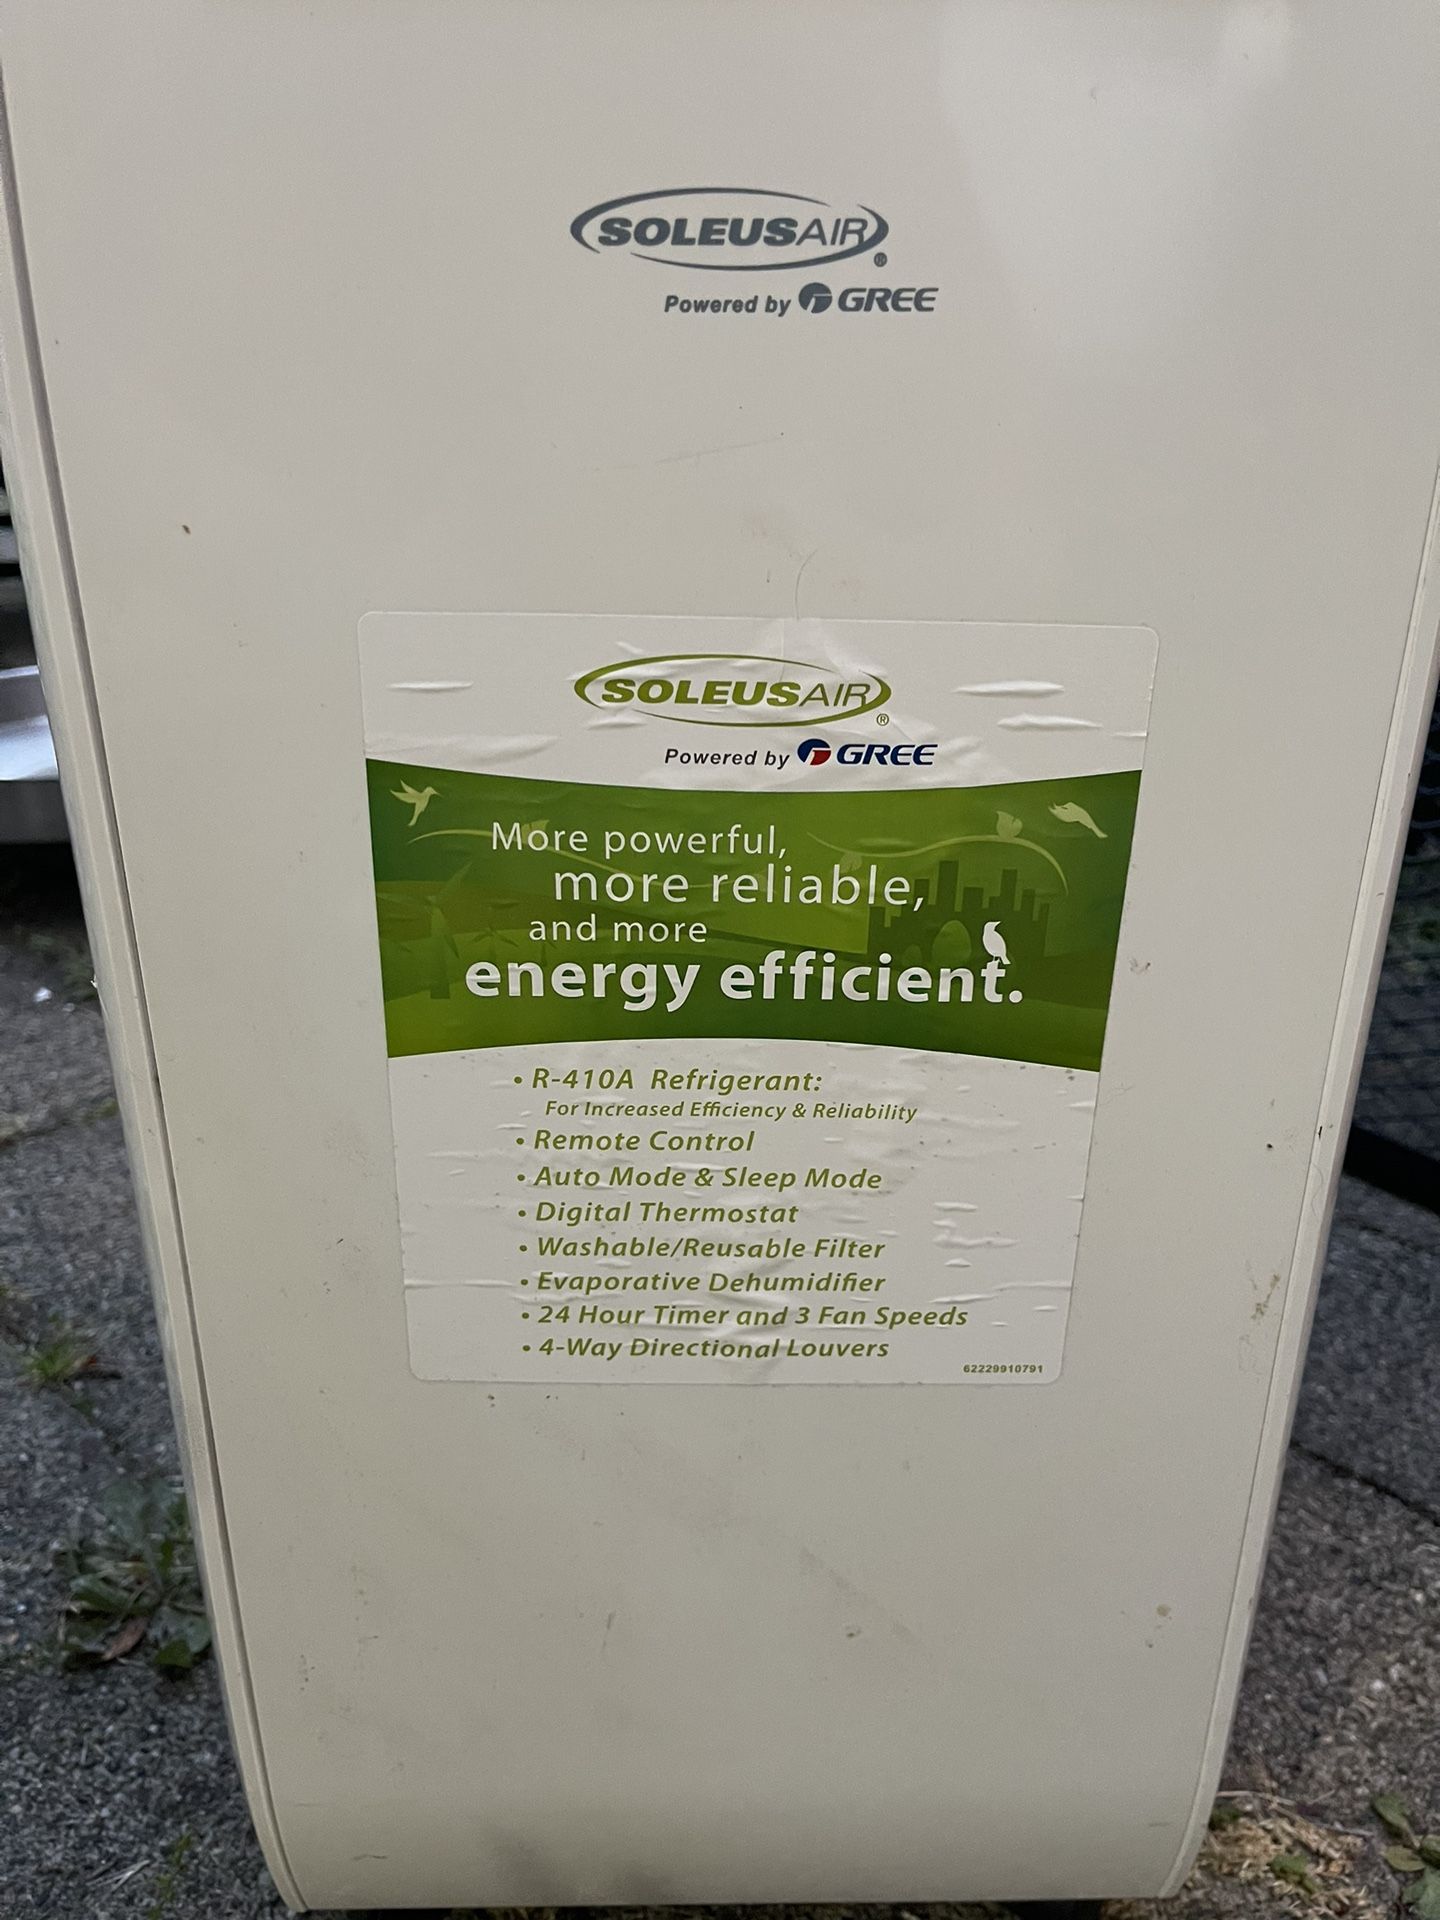 SOLEUSAIR®
Powered by GREE
SOLEUSAIR®
Powered by GREE
More powerful,
more reliable,
and more
energy efficient.
• R-410A Refrigerant:
For Increased Efficiency & Reliability
• Remote Control
• Auto Mode & Sleep Mode
• Digital Thermostat
• Washable/Reusable Filter
• Evaporative Dehumidifier
• 24 Hour Timer and 3 Fan Speeds
• 4-Way Directional Louvers
62229910791